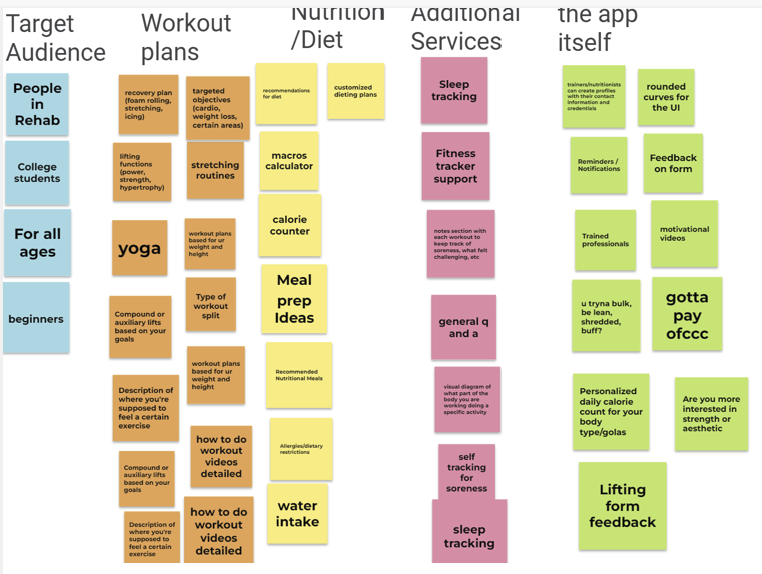 Target
Audience
People
in
Rehab
College
students
For all
ages
beginners
Workout
plans
recovery plan
(foam rolling,
stretching,
icing)
targeted
objectives
(cardio,
weight loss,
certain areas)
lifting
functions
(power,
strength,
hypertrophy)
stretching
routines
yoga
workout plans
based for ur
weight and
height
Compound or
auxiliary lifts
based on your
goals
Type of
workout
split
workout plans
based for ur
weight and
height
Description of
where you're
supposed to
feel a certain
exercise
how to do
workout
videos
detailed
Compound or
auxiliary lifts
based on your
goals
Description of
where you're
supposed to
feel a certain
exercise
how to do
workout
videos
detailed
Nutrition
/Diet
recommendations
for diet
customized
dieting plans
macros
calculator
calorie
counter
Meal
prep
Ideas
Recommended
Nutritional Meals
Allergies/dietary
restrictions
water
intake
Additional
Services
Sleep
tracking
Fitness
tracker
support
notes section with
each workout to
keep track of
soreness, what felt
challenging, etc
general q
and a
visual diagram of
what part of the
body you are
working doing a
specific activity
self
tracking
for
soreness
sleep
tracking
the app
itself
trainers/nutritionists
can create profiles
with their contact
information and
credentials
rounded
curves for
the UI
Reminders /
Notifications
Feedback
on form
Trained
professionals
motivational
videos
u tryna bulk,
be lean,
shredded,
buff?
gotta
pay
ofccc
Personalized
daily calorie
count for your
body
type/golas
Are you more
interested in
strength or
aesthetic
Lifting
form
feedback